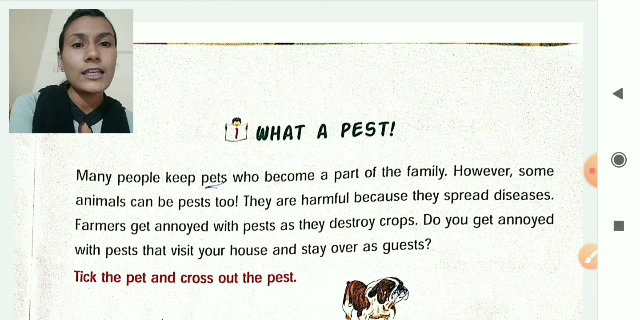 WHAT A PEST!
Many people keep pets who become a part of the family. However, some
animals can be pests too! They are harmful because they spread diseases.
Farmers get annoyed with pests as they destroy crops. Do you get annoyed
with pests that visit your house and stay over as guests?
Tick the pet and cross out the pest.